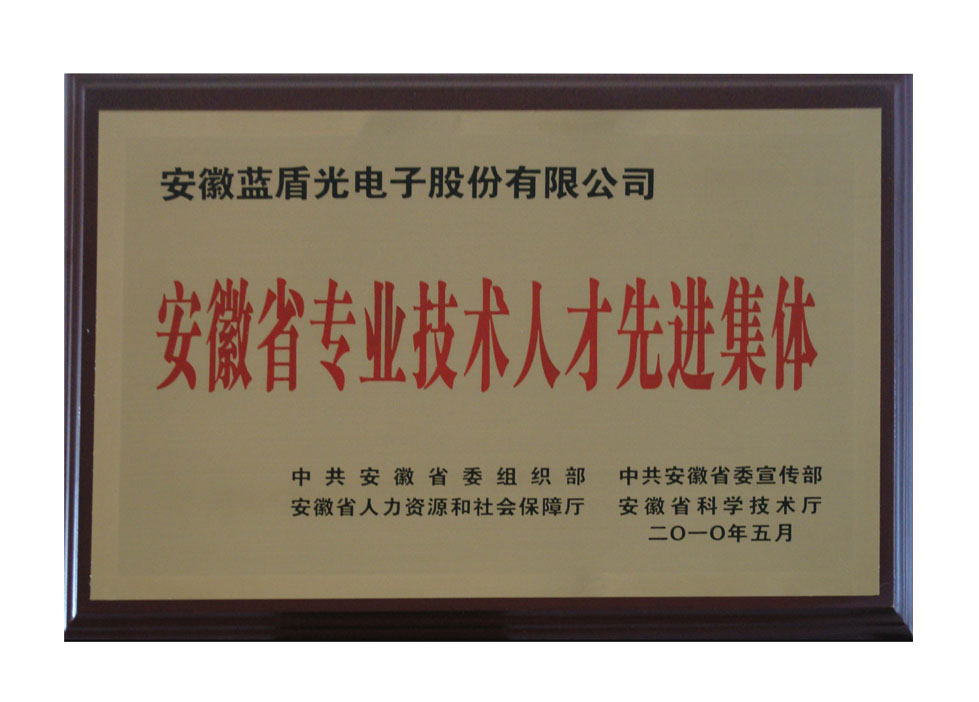 安徽蓝盾光电子股份有限公司
安徽省专业技术人才先进集体
中共安徽省委组织部 中共安徽省委宣传部
安徽省人力资源和社会保障厅 安徽省科学技术厅
二〇一〇年五月